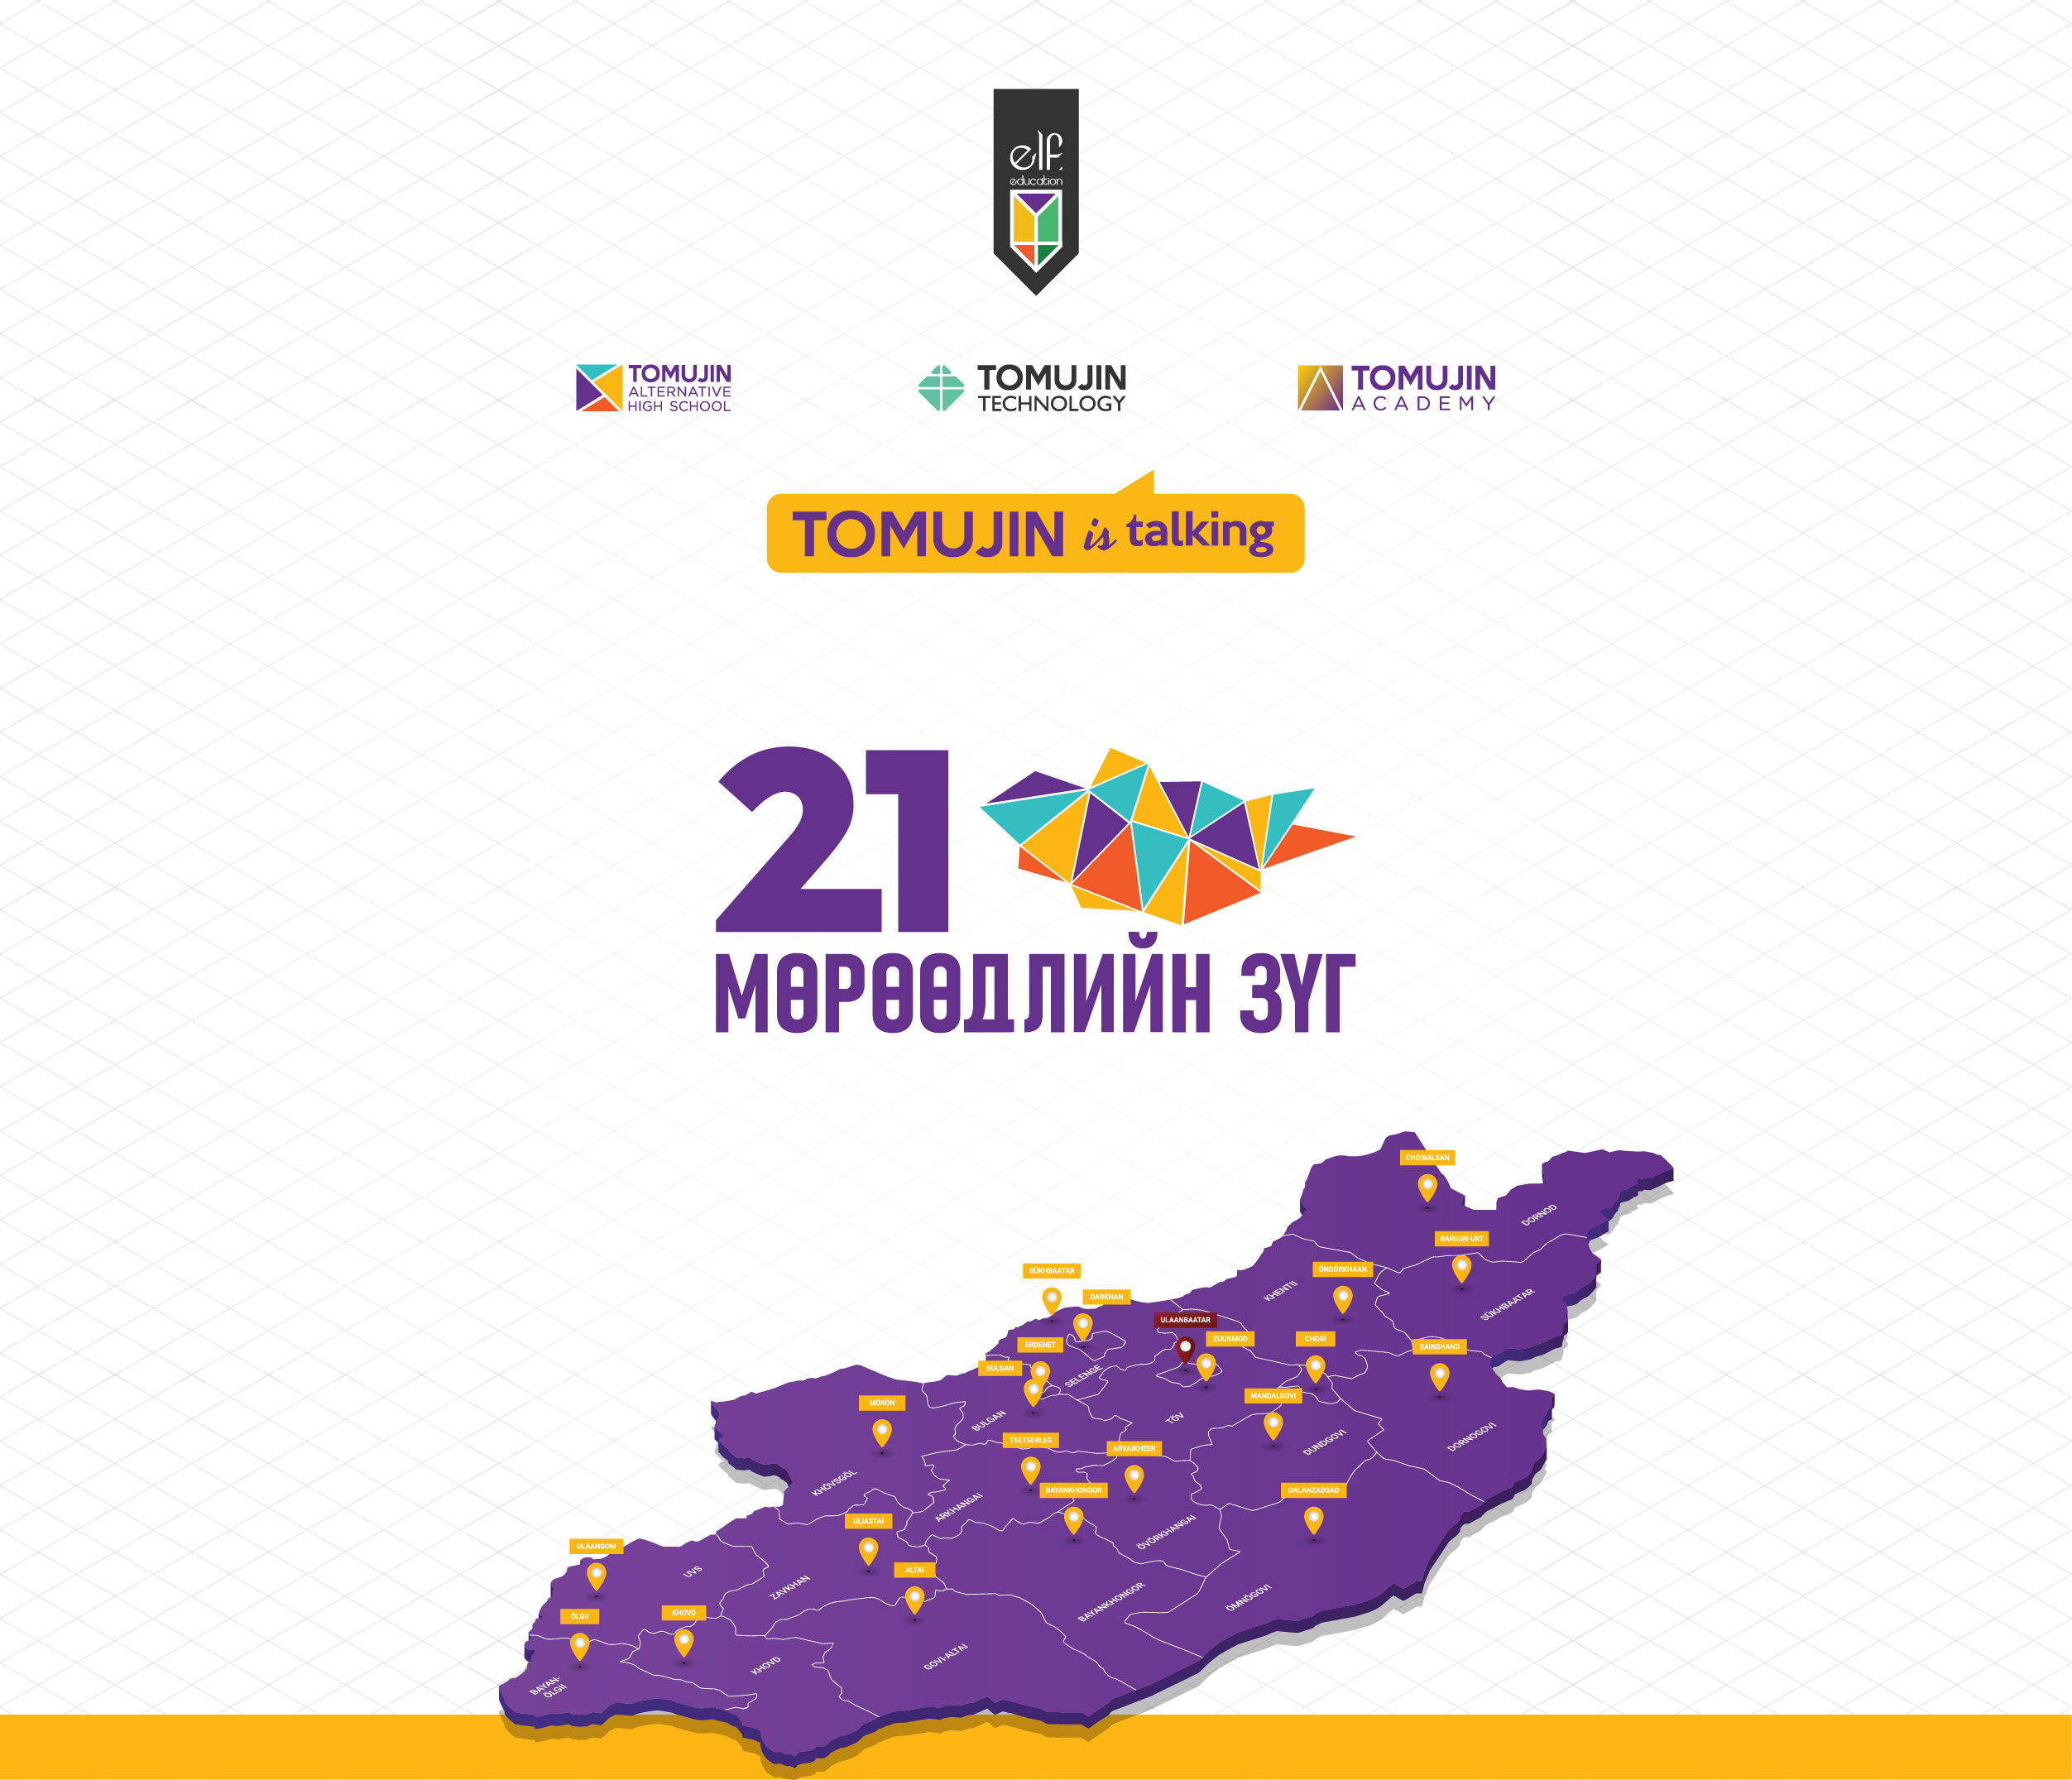 elf
education
TOMUJIN
ALTERNATIVE
HIGH SCHOOL
TOMUJIN
TECHNOLOGY
TOMUJIN
ACADEMY
TOMUJIN is talking
21
МӨРӨӨДЛИЙН ЗҮГ
CHOIBALSAN
DORNOD
BARUUN-URT
SÜKHBAATAR
ÖNDÖRKHAAN
KHENTII
DARKHAN
SÜKHBAATAR
ULAANBAATAR
ERDENET
ZUUNMOD
CHOIR
SAINSHAND
BULGAN
SELENGE
MANDALGOVI
MÖRÖN
BULGAN
TÖV
DUNDGOVI
DORNOGOVI
TSETSERLEG
ARVAIKHEER
KHÖVSGÖL
BAYANKHONGOR
DALANZADGAD
ARKHANGAI
ULIASTAI
ÖVÖRKHANGAI
ULAANGOM
UVS
ALTAI
ZAVKHAN
BAYANKHONGOR
ÖMNÖGOVI
ÖLGII
KHOVD
GOVI-ALTAI
KHOVD
BAYAN-
ÖLGII